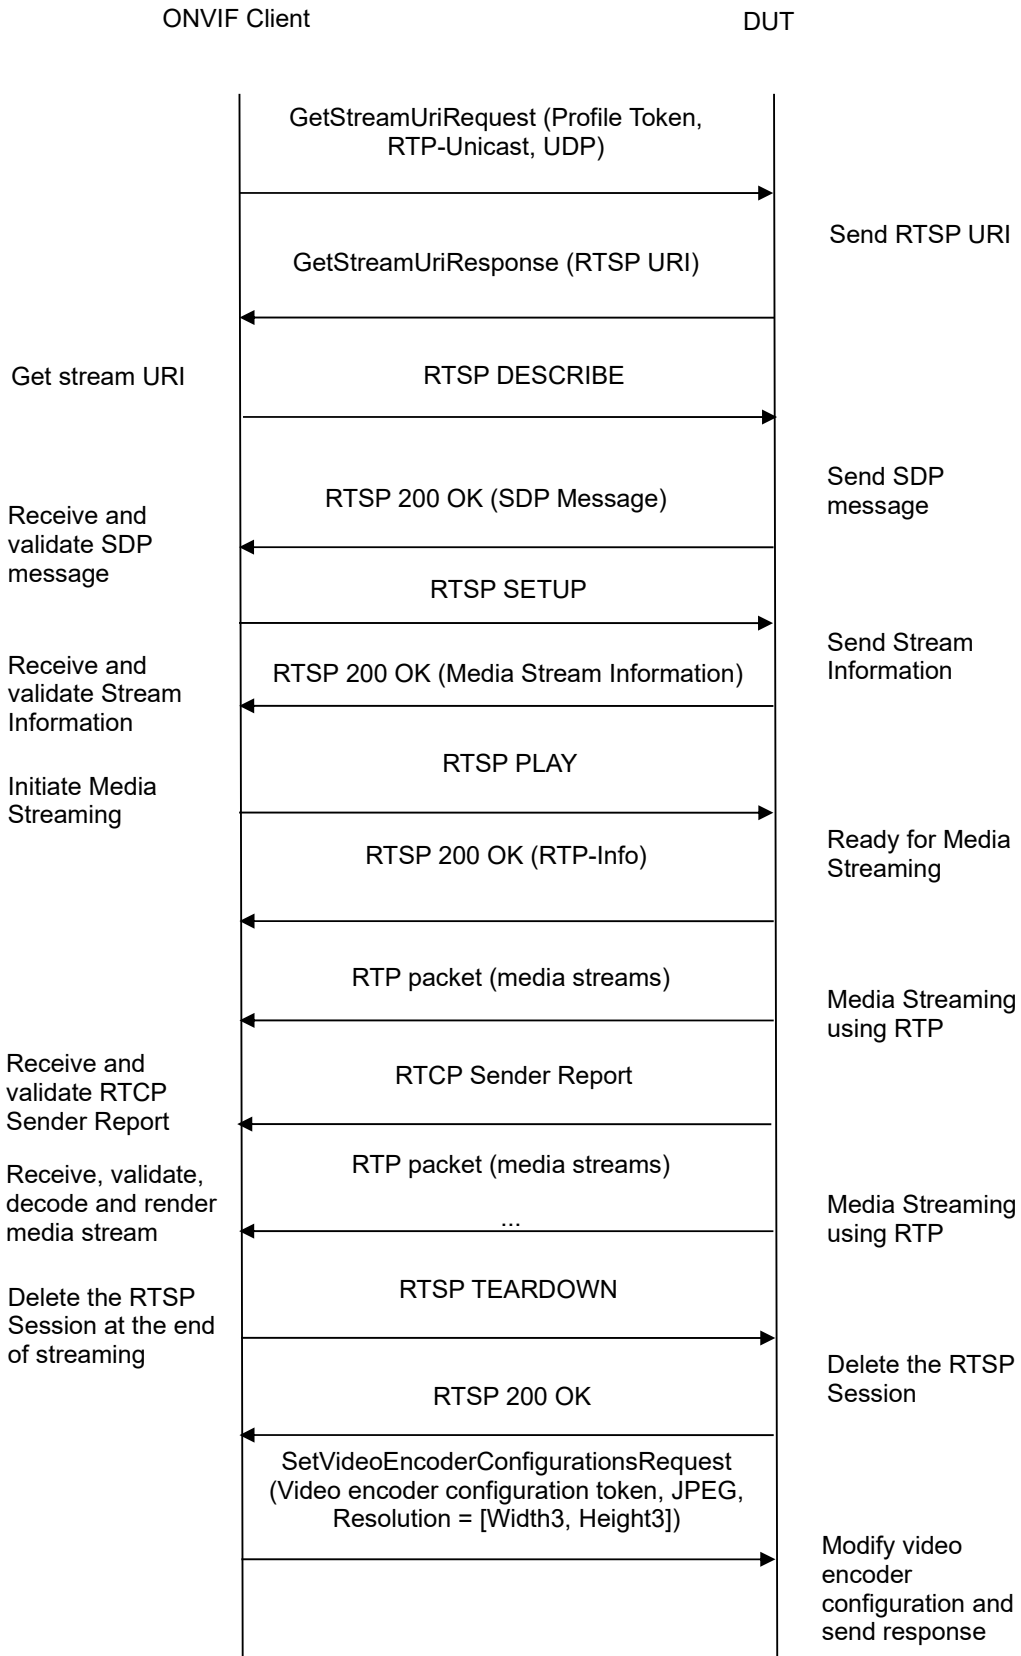 ONVIF Client
DUT
GetStreamUriRequest (Profile Token,
RTP-Unicast, UDP)
Send RTSP URI
GetStreamUriResponse (RTSP URI)
Get stream URI
RTSP DESCRIBE
Send SDP
message
RTSP 200 OK (SDP Message)
Receive and
validate SDP
message
RTSP SETUP
Send Stream
Information
Receive and
validate Stream
Information
RTSP 200 OK (Media Stream Information)
RTSP PLAY
Initiate Media
Streaming
Ready for Media
Streaming
RTSP 200 OK (RTP-Info)
RTP packet (media streams)
Media Streaming
using RTP
Receive and
validate RTCP
Sender Report
RTCP Sender Report
RTP packet (media streams)
...
Receive, validate,
decode and render
media stream
Media Streaming
using RTP
RTSP TEARDOWN
Delete the RTSP
Session at the end
of streaming
Delete the RTSP
Session
RTSP 200 OK
SetVideoEncoderConfigurationsRequest
(Video encoder configuration token, JPEG,
Resolution = [Width3, Height3])
Modify video
encoder
configuration and
send response